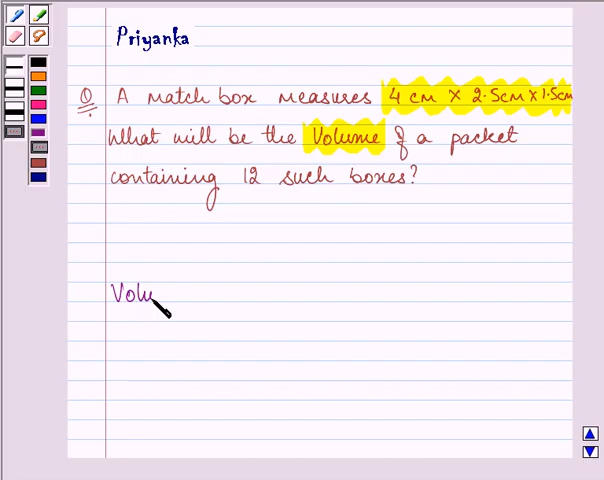 Priyanka
Q. A match box measures 4 cm × 2.5cm × 1.5cm
What will be the Volume of a packet
containing 12 such boxes?
Volu